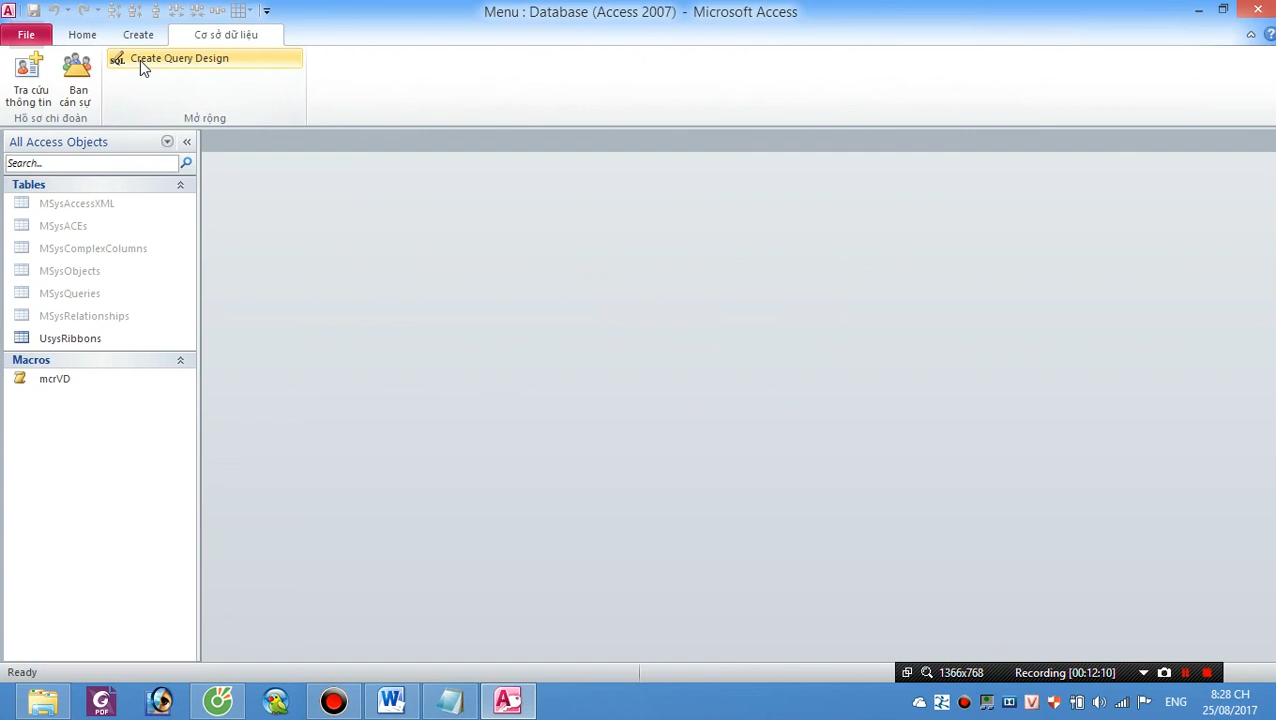 Menu : Database (Access 2007) - Microsoft Access
File Home Create Cơ sở dữ liệu
SQL Create Query Design
Tra cứu thông tin
Ban cán sự
Hồ sơ chi đoàn
Mở rộng
All Access Objects
Search...
Tables
MSysAccessXML
MSysACEs
MSysComplexColumns
MSysObjects
MSysQueries
MSysRelationships
UsysRibbons
Macros
mcrVD
Ready
1366x768 Recording [00:12:10]
PDF
ENG
8:28 CH
25/08/2017